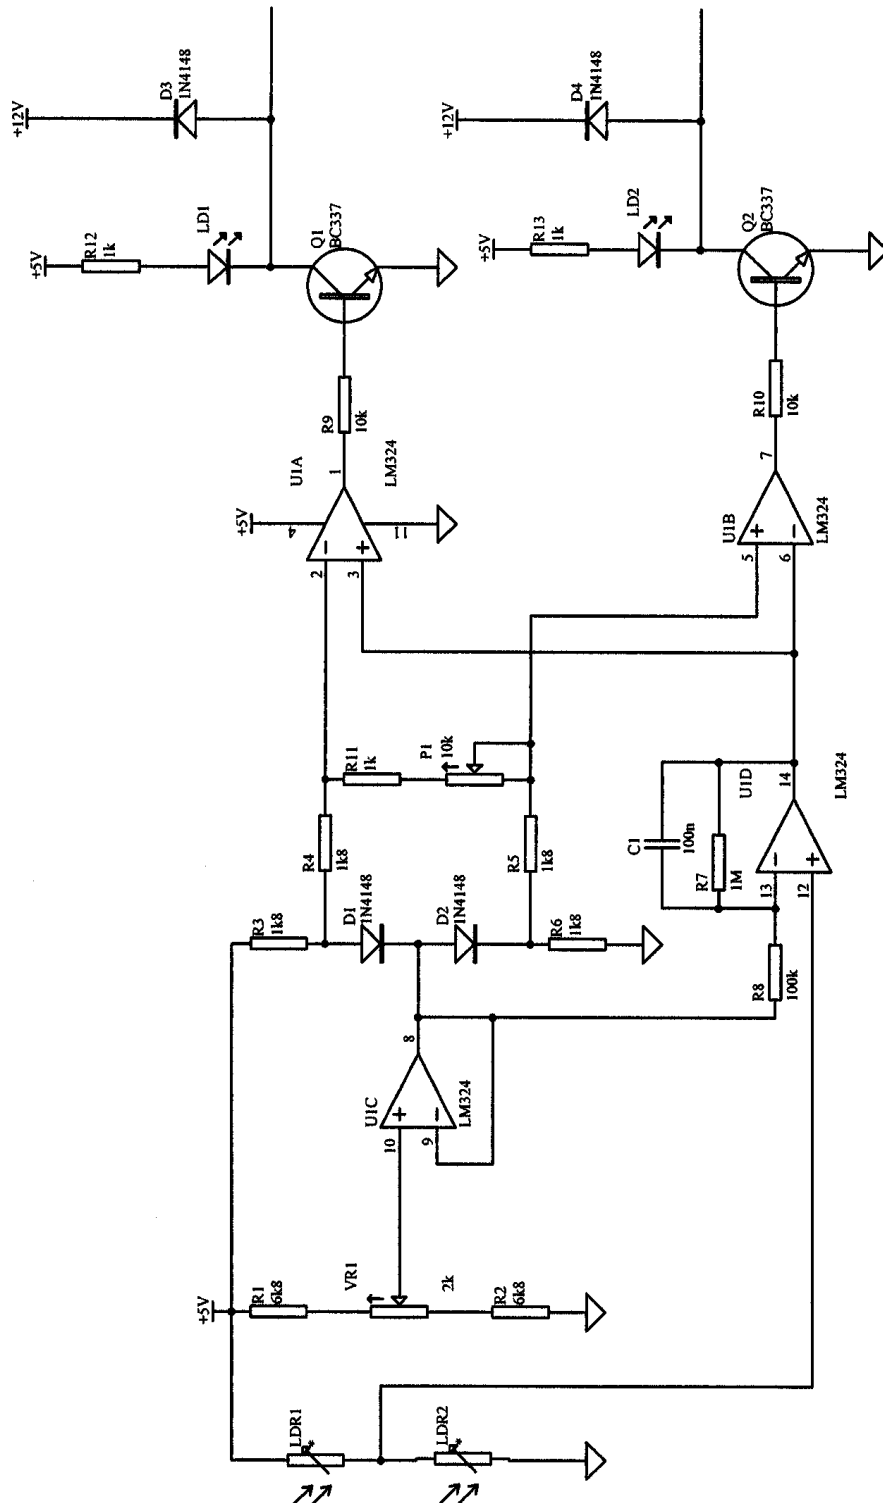 +12V
D3
1N4148
+5V
R12
1k
LD1
Q1
BC337
R9
10k
U1A
+5V
4
11
1
2
3
LM324
+12V
D4
1N4148
+5V
R13
1k
LD2
Q2
BC337
R10
10k
U1B
7
5
6
LM324
R11
1k
P1
10k
R4
1k8
R5
1k8
R3
1k8
D1
1N4148
D2
1N4148
R6
1k8
C1
100n
R7
1M
U1D
14
13
12
LM324
R8
100k
U1C
8
10
9
LM324
+5V
R1
6k8
VR1
2k
R2
6k8
LDR1
LDR2